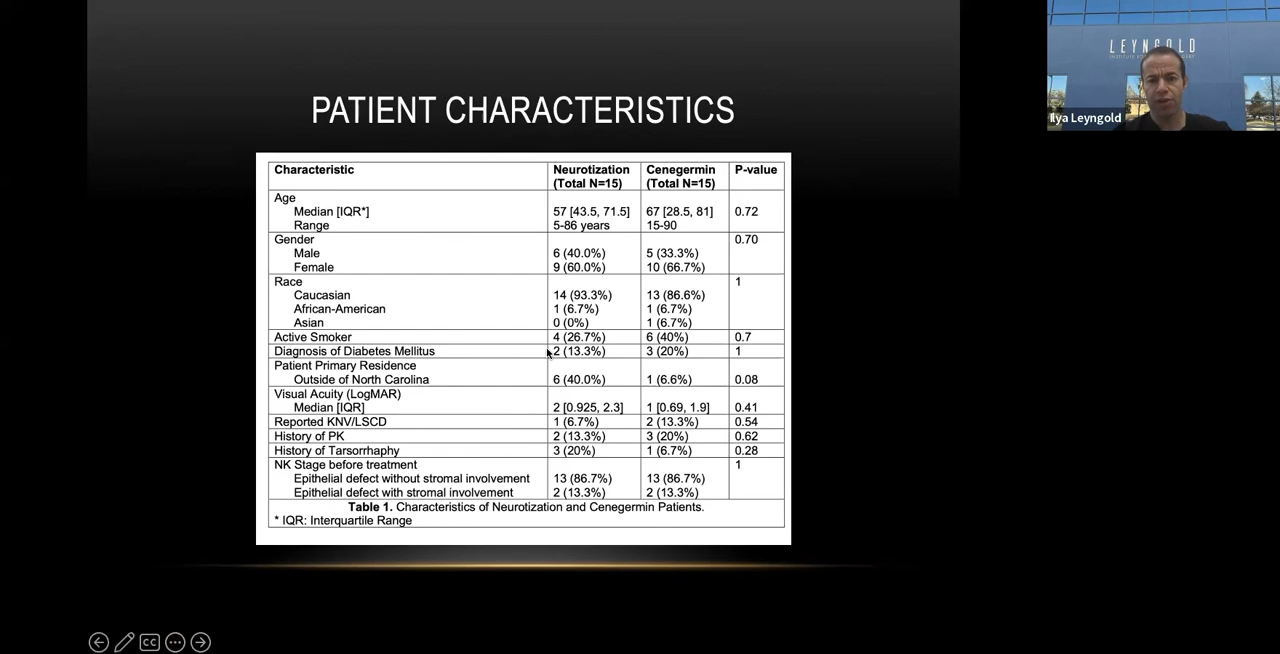 PATIENT CHARACTERISTICS
LEYNGOLD
Ilya Leyngold
Characteristic Neurotization (Total N=15) Cenegermin (Total N=15) P-value
Age
Median [IQR*] 57 [43.5, 71.5] 67 [28.5, 81] 0.72
Range 5-86 years 15-90
Gender 0.70
Male 6 (40.0%) 5 (33.3%)
Female 9 (60.0%) 10 (66.7%)
Race 1
Caucasian 14 (93.3%) 13 (86.6%)
African-American 1 (6.7%) 1 (6.7%)
Asian 0 (0%) 1 (6.7%)
Active Smoker 4 (26.7%) 6 (40%) 0.7
Diagnosis of Diabetes Mellitus 2 (13.3%) 3 (20%) 1
Patient Primary Residence
Outside of North Carolina 6 (40.0%) 1 (6.6%) 0.08
Visual Acuity (LogMAR)
Median [IQR] 2 [0.925, 2.3] 1 [0.69, 1.9] 0.41
Reported KNV/LSCD 1 (6.7%) 2 (13.3%) 0.54
History of PK 2 (13.3%) 3 (20%) 0.62
History of Tarsorrhaphy 3 (20%) 1 (6.7%) 0.28
NK Stage before treatment 1
Epithelial defect without stromal involvement 13 (86.7%) 13 (86.7%)
Epithelial defect with stromal involvement 2 (13.3%) 2 (13.3%)
Table 1. Characteristics of Neurotization and Cenegermin Patients.
* IQR: Interquartile Range
CC